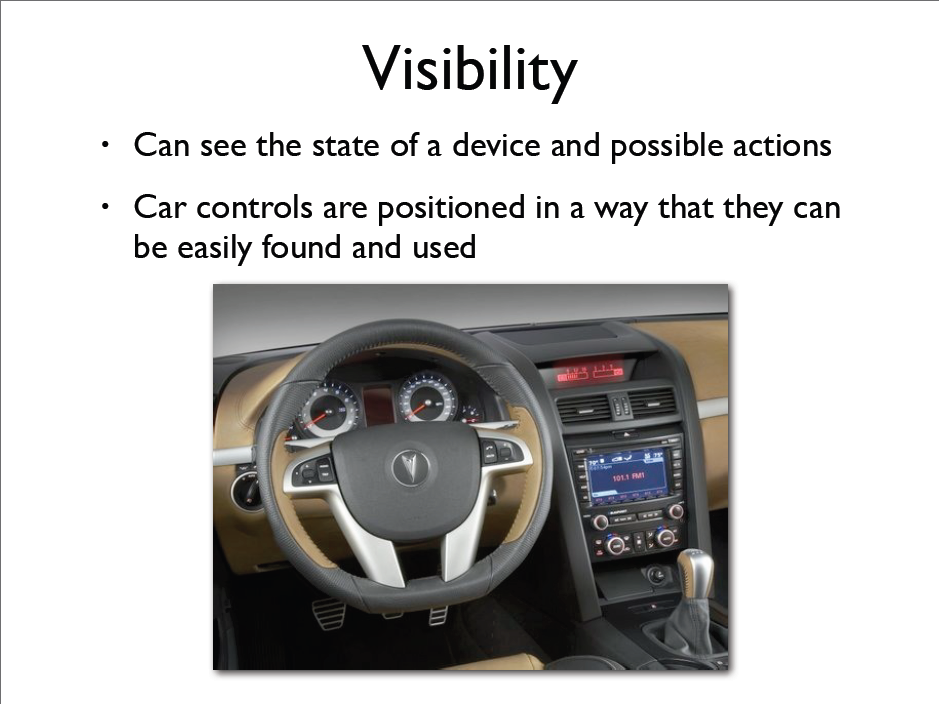 Visibility
• Can see the state of a device and possible actions
• Car controls are positioned in a way that they can
be easily found and used
101.1 FM1